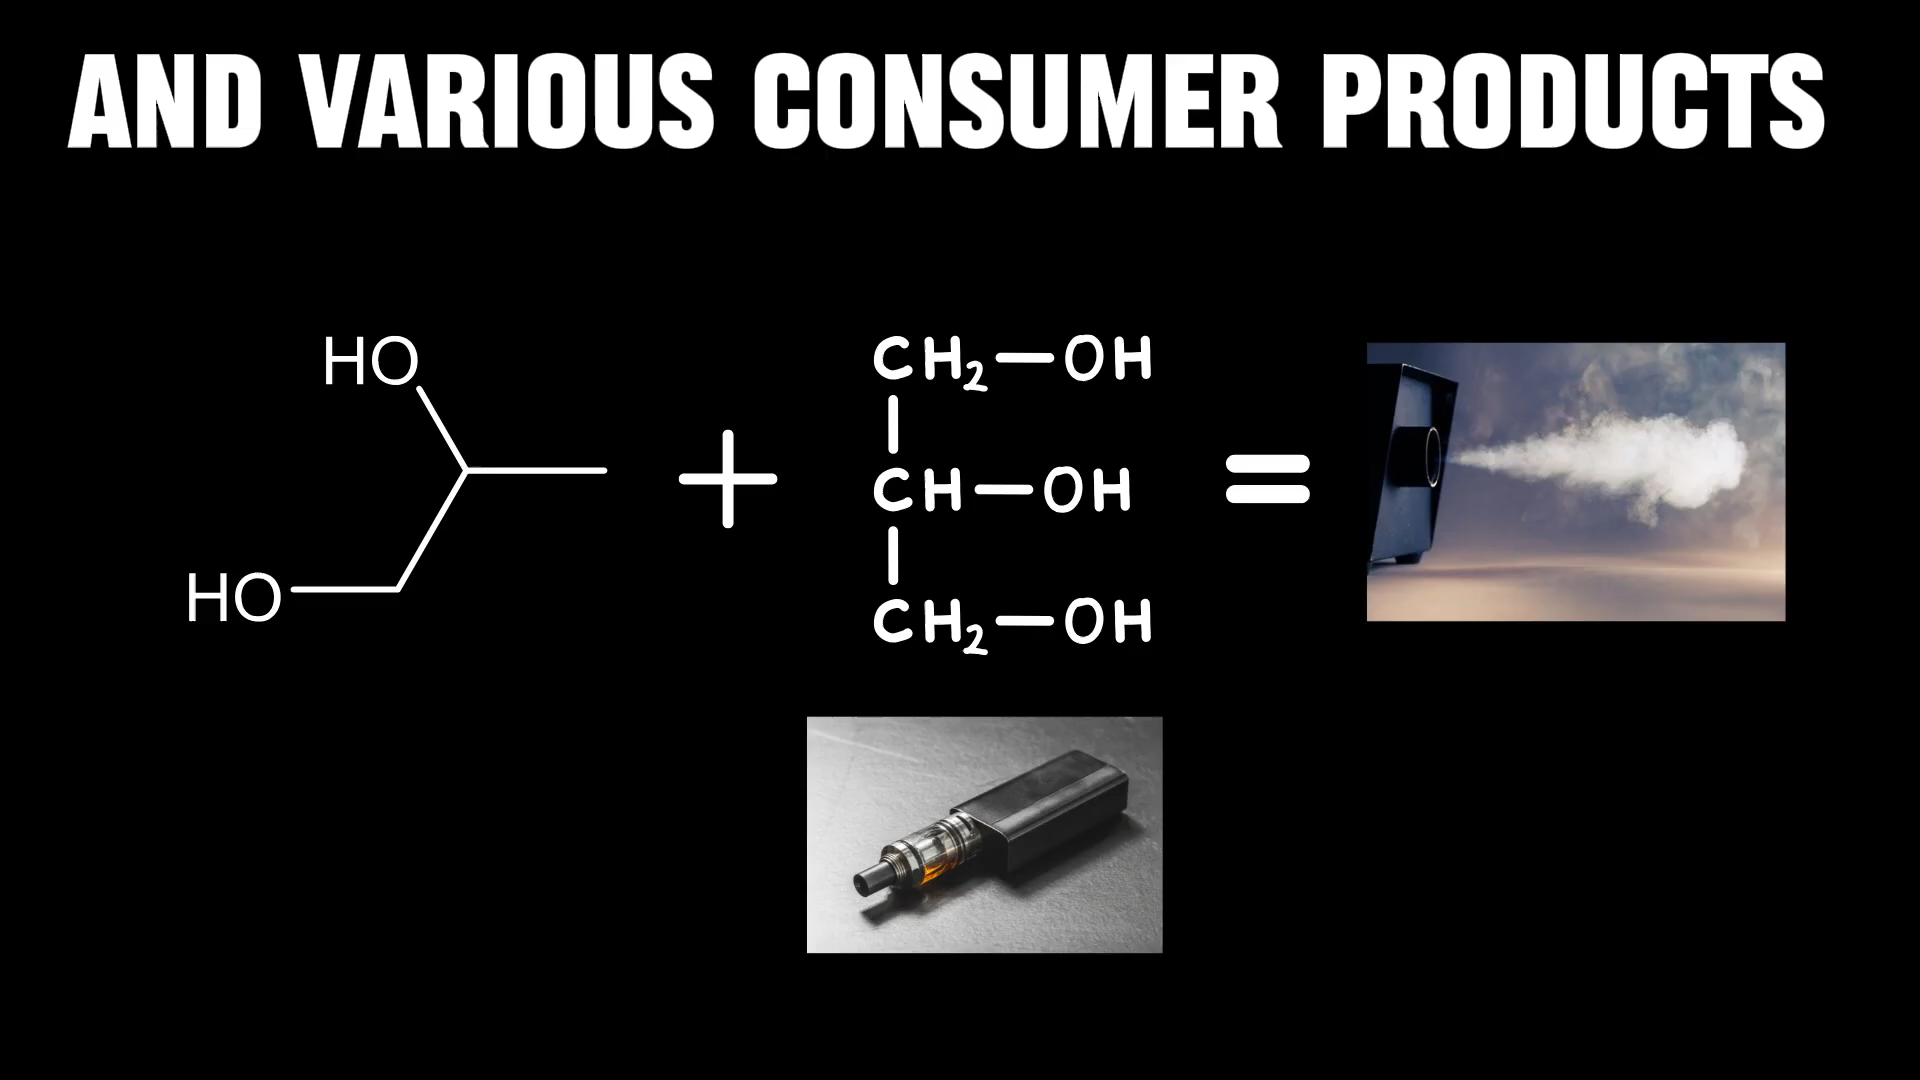 AND VARIOUS CONSUMER PRODUCTS
HO
HO
+
CH₂—OH
CH—OH
CH₂—OH
=